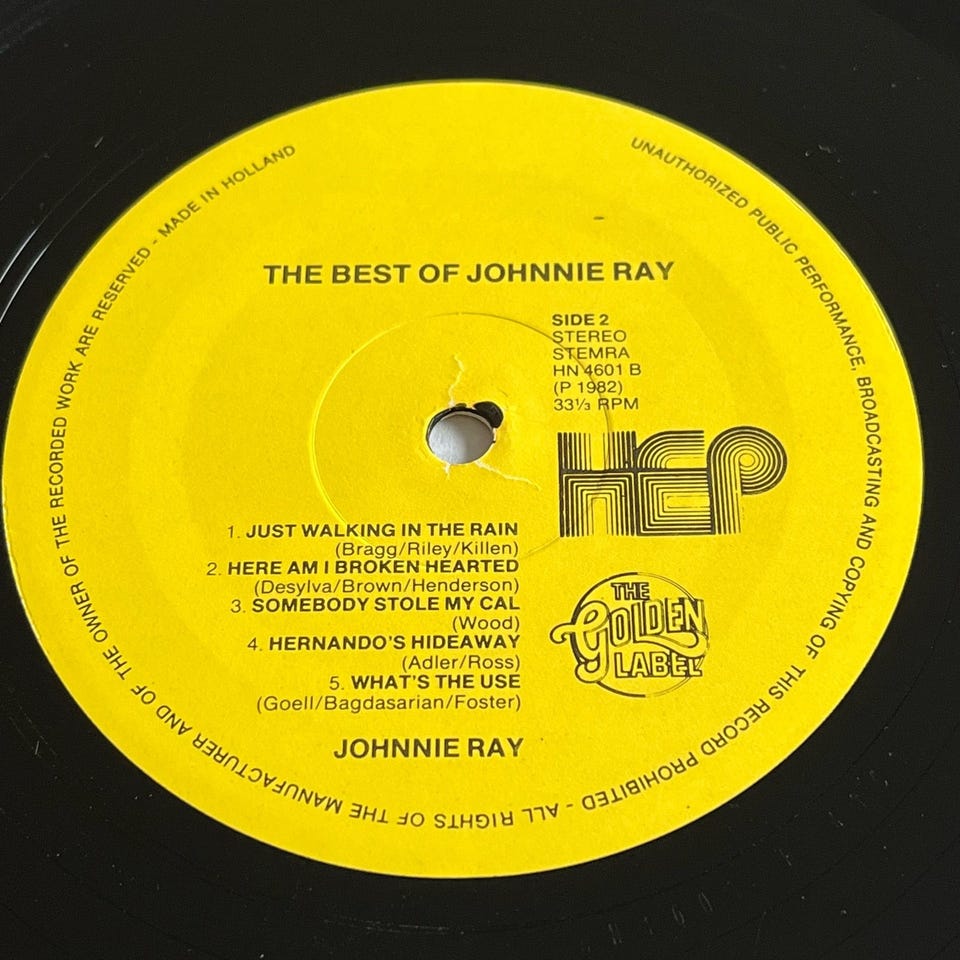 THE BEST OF JOHNNIE RAY
SIDE 2
STEREO
STEMRA
HN 4601 B
(P 1982)
33⅓ RPM
HEP
1. JUST WALKING IN THE RAIN
(Bragg/Riley/Killen)
2. HERE AM I BROKEN HEARTED
(Desylva/Brown/Henderson)
3. SOMEBODY STOLE MY CAL
(Wood)
4. HERNANDO'S HIDEAWAY
(Adler/Ross)
5. WHAT'S THE USE
(Goell/Bagdasarian/Foster)
THE
GOLDEN
LABEL
JOHNNIE RAY
UNAUTHORIZED PUBLIC PERFORMANCE, BROADCASTING AND COPYING OF THIS RECORD PROHIBITED - ALL RIGHTS OF THE MANUFACTURER AND OF THE OWNER OF THE RECORDED WORK ARE RESERVED - MADE IN HOLLAND